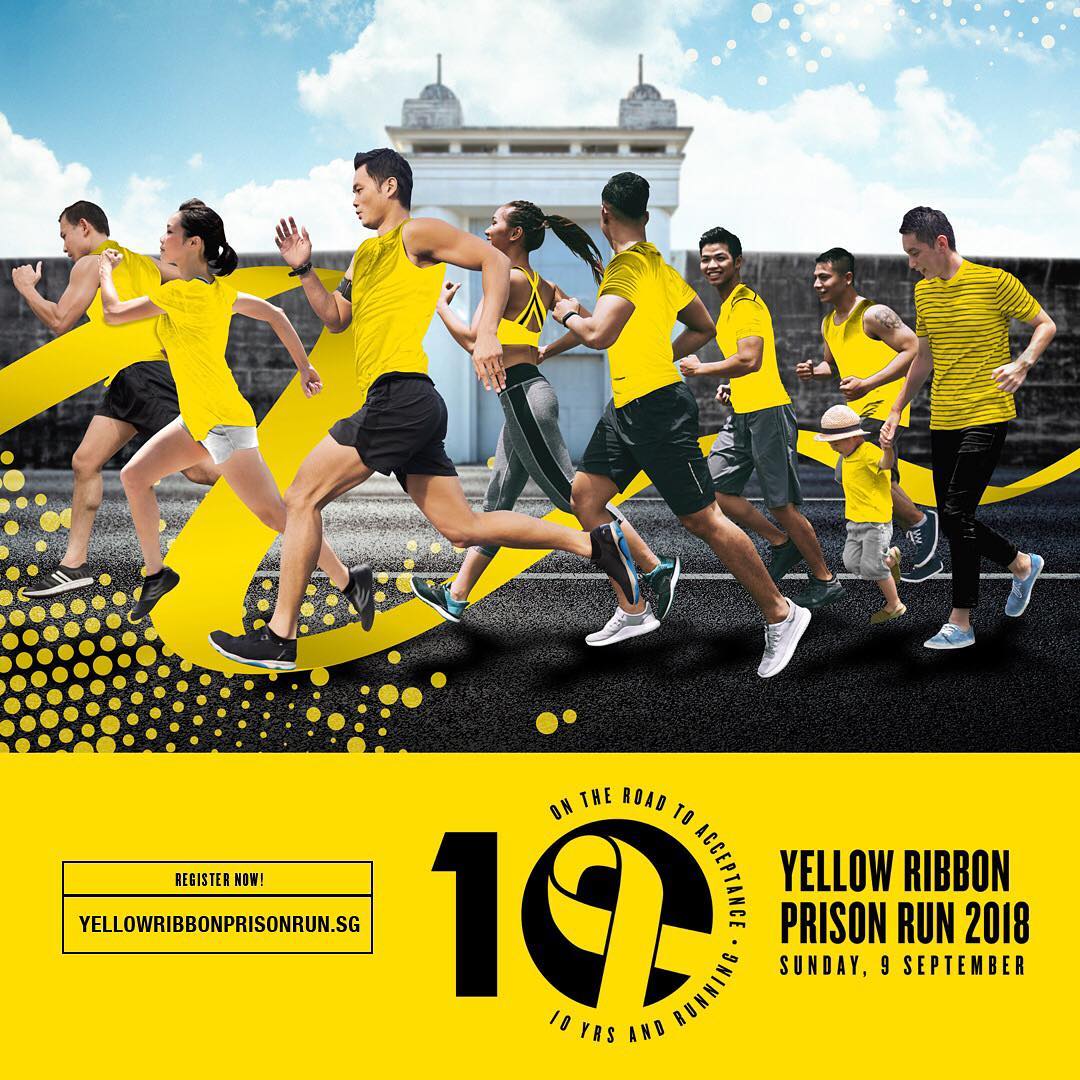 REGISTER NOW!
YELLOWRIBBONPRISONRUN.SG
10
ON THE ROAD TO ACCEPTANCE •
10 YRS AND RUNNING •
YELLOW RIBBON
PRISON RUN 2018
SUNDAY, 9 SEPTEMBER